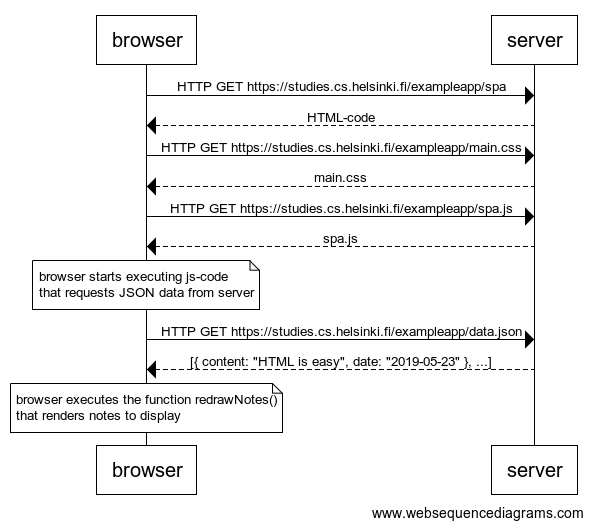 browser
server
HTTP GET https://studies.cs.helsinki.fi/exampleapp/spa
HTML-code
HTTP GET https://studies.cs.helsinki.fi/exampleapp/main.css
main.css
HTTP GET https://studies.cs.helsinki.fi/exampleapp/spa.js
spa.js
browser starts executing js-code
that requests JSON data from server
HTTP GET https://studies.cs.helsinki.fi/exampleapp/data.json
[{ content: "HTML is easy", date: "2019-05-23" }, ...]
browser executes the function redrawNotes()
that renders notes to display
browser
server
www.websequencediagrams.com